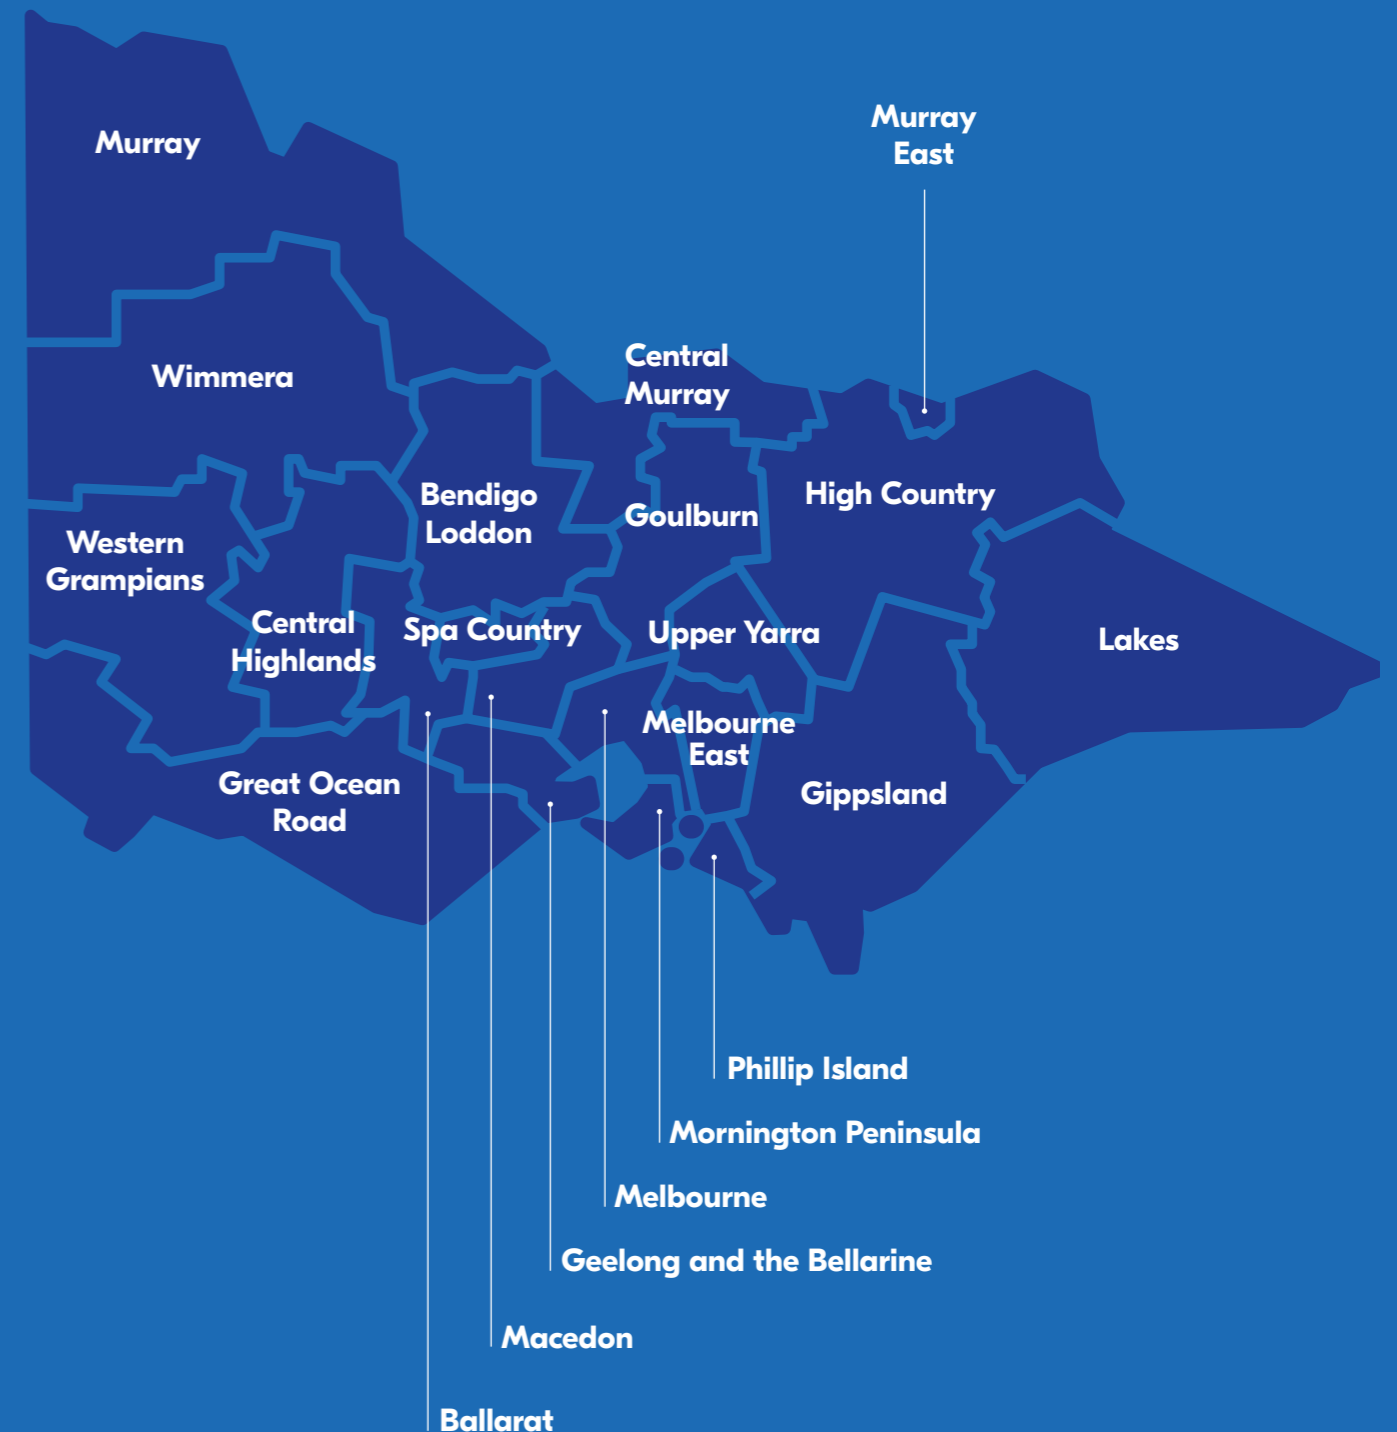 Murray
Murray
East
Central
Murray
Wimmera
Bendigo
Loddon
High Country
Goulburn
Western
Grampians
Central
Highlands
Spa Country
Upper Yarra
Lakes
Melbourne
East
Great Ocean
Road
Gippsland
Phillip Island
Mornington Peninsula
Melbourne
Geelong and the Bellarine
Macedon
Ballarat